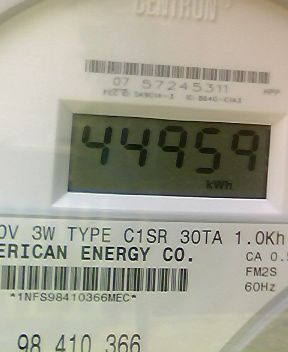 CENTRON
07 57245311
44959
kWh
0V 3W TYPE C1SR 30TA 1.0Kh
ERICAN ENERGY CO.
CA 0.5
FM2S
60Hz
*1NFS98410366MEC*
98 410 366